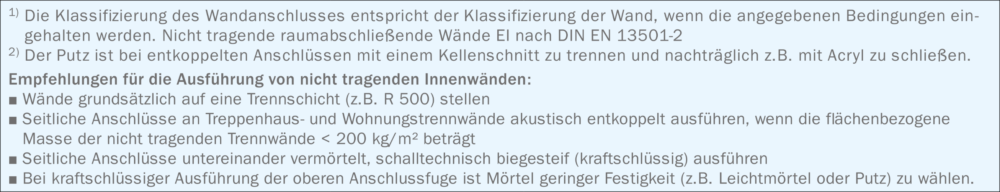 1) Die Klassifizierung des Wandanschlusses entspricht der Klassifizierung der Wand, wenn die angegebenen Bedingungen ein-
gehalten werden. Nicht tragende raumabschließende Wände EI nach DIN EN 13501-2
2) Der Putz ist bei entkoppelten Anschlüssen mit einem Kellenschnitt zu trennen und nachträglich z.B. mit Acryl zu schließen.
Empfehlungen für die Ausführung von nicht tragenden Innenwänden:
■ Wände grundsätzlich auf eine Trennschicht (z.B. R 500) stellen
■ Seitliche Anschlüsse an Treppenhaus- und Wohnungstrennwände akustisch entkoppelt ausführen, wenn die flächenbezogene
Masse der nicht tragenden Trennwände < 200 kg/m² beträgt
■ Seitliche Anschlüsse untereinander vermörtelt, schalltechnisch biegesteif (kraftschlüssig) ausführen
■ Bei kraftschlüssiger Ausführung der oberen Anschlussfuge ist Mörtel geringer Festigkeit (z.B. Leichtmörtel oder Putz) zu wählen.